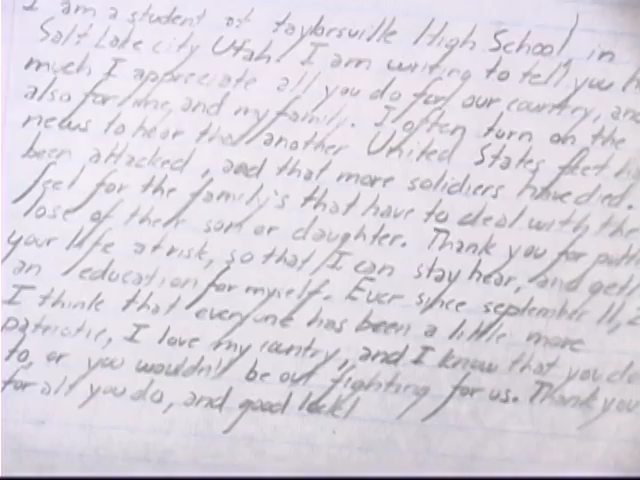 I am a student at taylorsville High School in
Salt Lake city Utah. I am writing to tell you
much I appreciate all you do for our country, and
also for me, and my family. I often turn on the
news to hear that another United States fleet
been attacked, and that more solidiers have died.
feel for the family's that have to deal with the
lose of their son or daughter. Thank you for
your life at risk, so that I can stay hear, and get
an education for myself. Ever since september 11,
I think that everyone has been a little more
patriotic, I love my country, and I know that you do
to, or you wouldn't be out fighting for us. Thank you
for all you do, and good luck!